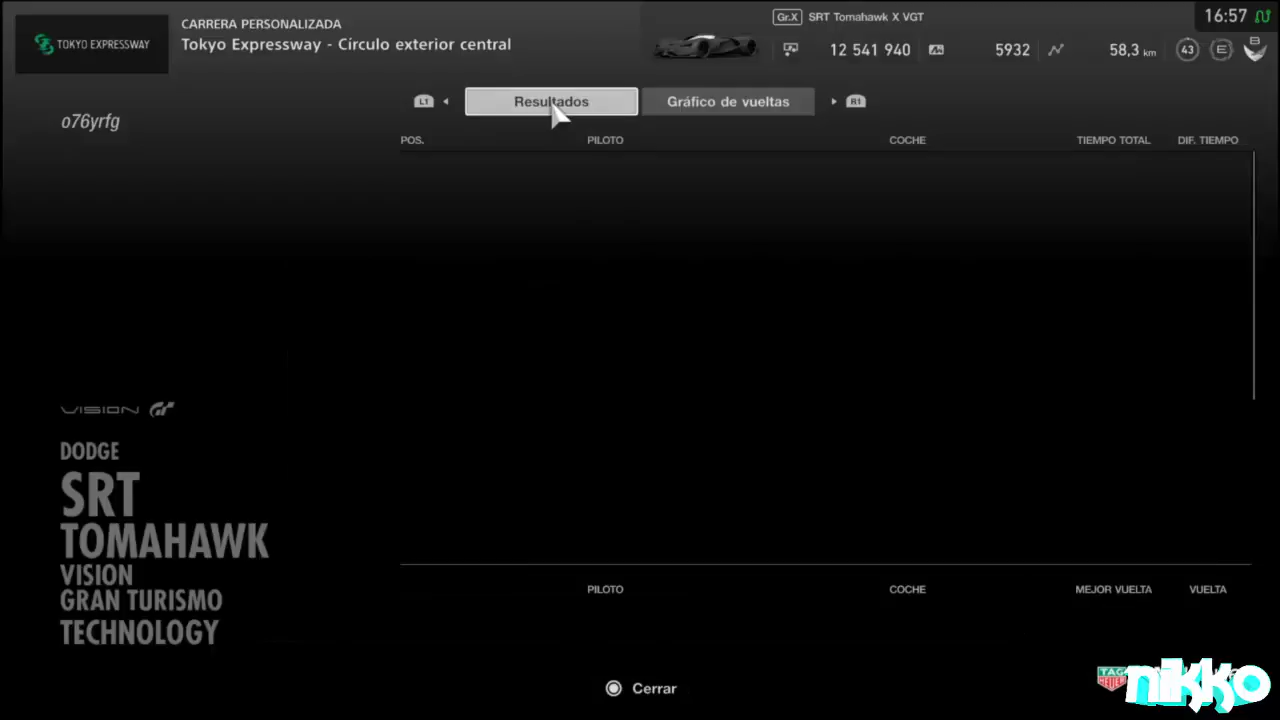 TOKYO EXPRESSWAY
CARRERA PERSONALIZADA
Tokyo Expressway - Círculo exterior central
Gr.X SRT Tomahawk X VGT
12 541 940 5932 58,3 km 43 E B
16:57
o76yrfg
L1 Resultados Gráfico de vueltas R1
POS. PILOTO COCHE TIEMPO TOTAL DIF. TIEMPO
VISION GT
DODGE
SRT
TOMAHAWK
VISION
GRAN TURISMO
TECHNOLOGY
PILOTO COCHE MEJOR VUELTA VUELTA
Cerrar
TAG
HEUER
nikko